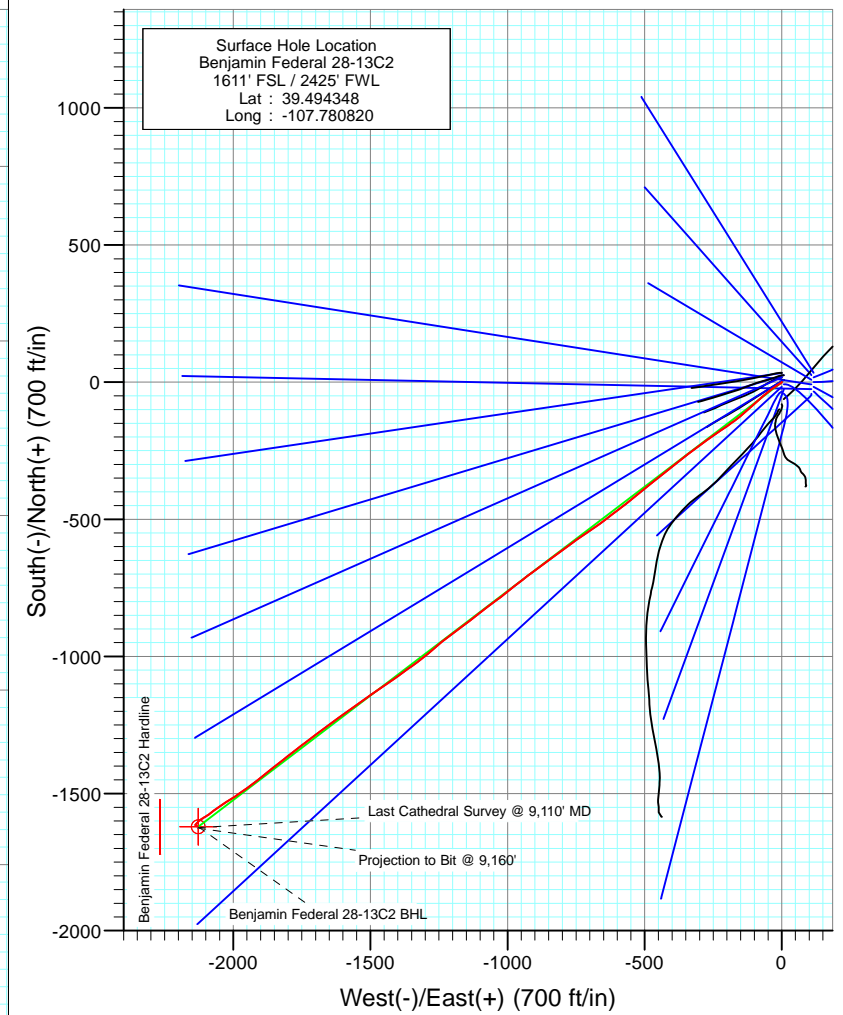 Surface Hole Location
Benjamin Federal 28-13C2
1611' FSL / 2425' FWL
Lat : 39.494348
Long : -107.780820
1000
500
0
-500
-1000
-1500
-2000
South(-)/North(+) (700 ft/in)
Benjamin Federal 28-13C2 Hardline
Last Cathedral Survey @ 9,110' MD
Projection to Bit @ 9,160'
Benjamin Federal 28-13C2 BHL
-2000 -1500 -1000 -500 0
West(-)/East(+) (700 ft/in)